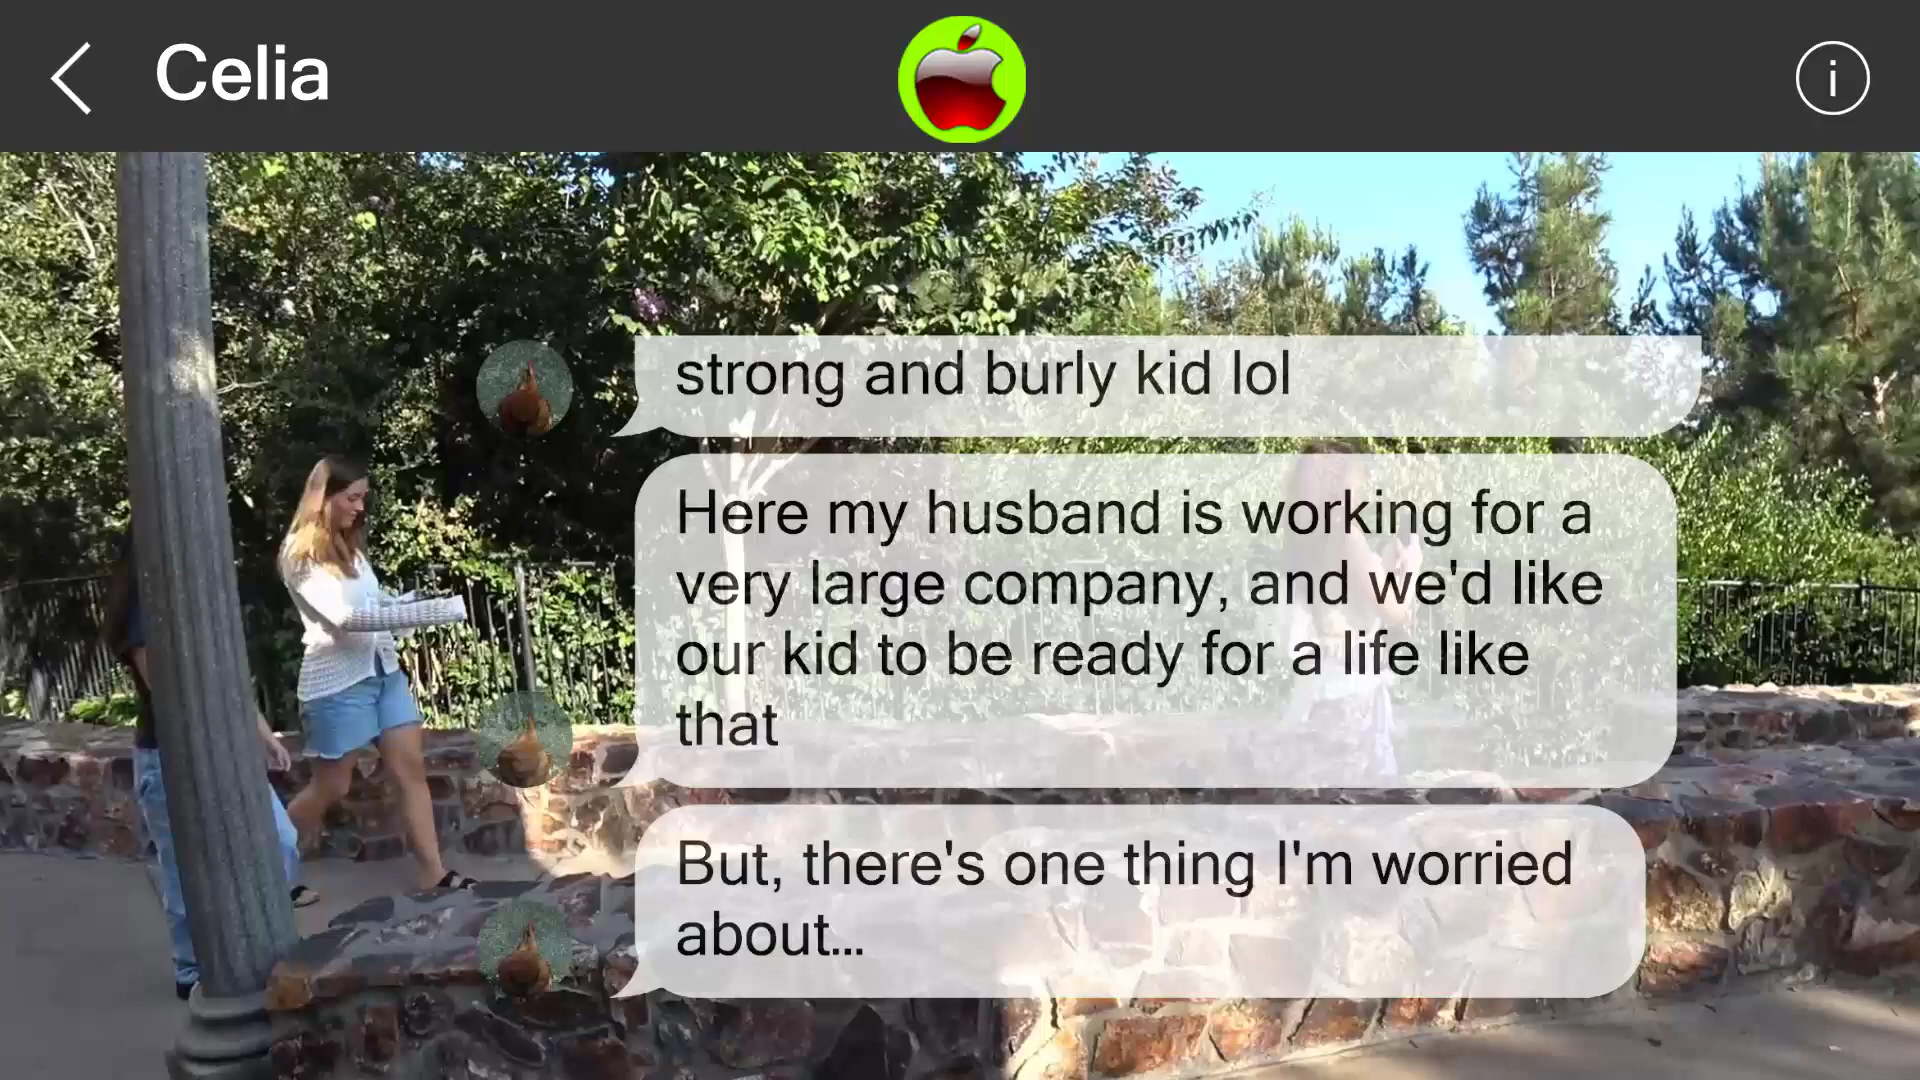 Celia
i
strong and burly kid lol
Here my husband is working for a
very large company, and we'd like
our kid to be ready for a life like
that
But, there's one thing I'm worried
about...